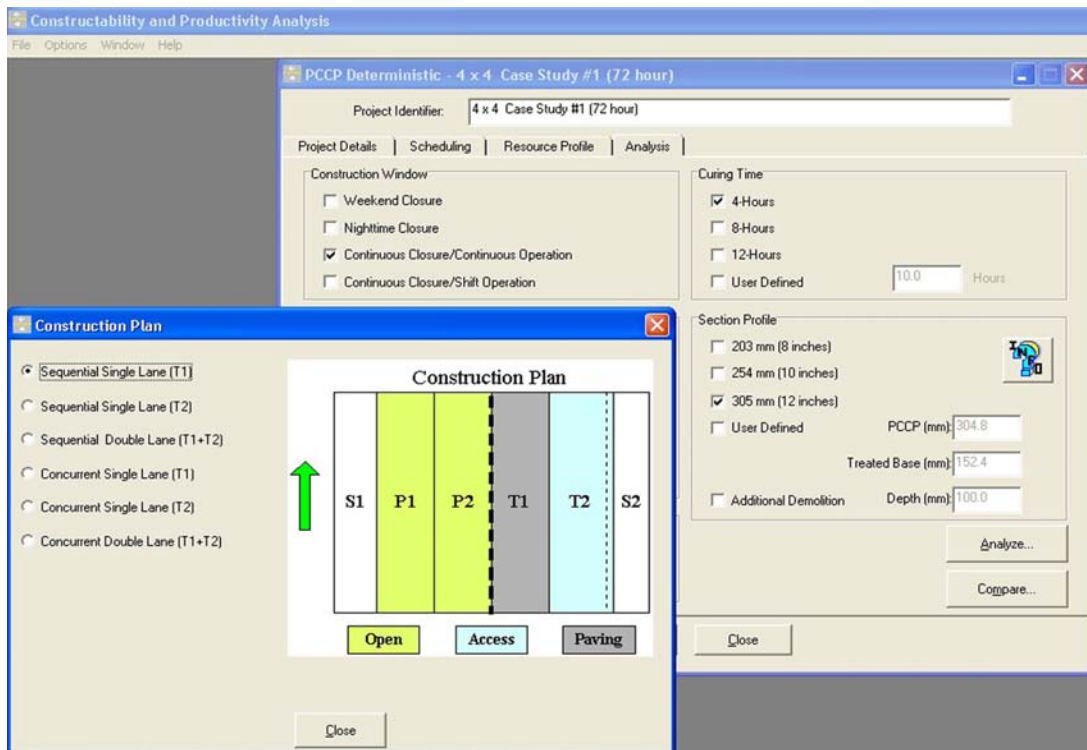 Constructability and Productivity Analysis
File Options Window Help
PCCP Deterministic - 4 x 4 Case Study #1 (72 hour)
Project Identifier: 4 x 4 Case Study #1 (72 hour)
Project Details Scheduling Resource Profile Analysis
Construction Window
Weekend Closure
Nighttime Closure
Continuous Closure/Continuous Operation
Continuous Closure/Shift Operation
Curing Time
4-Hours
8-Hours
12-Hours
User Defined 10.0 Hours
Section Profile
203 mm (8 inches)
254 mm (10 inches)
305 mm (12 inches)
User Defined PCCP (mm): 304.8
Treated Base (mm): 152.4
Additional Demolition Depth (mm): 100.0
INFO
Analyze...
Compare...
Close
Construction Plan
Sequential Single Lane (T1)
Sequential Single Lane (T2)
Sequential Double Lane (T1+T2)
Concurrent Single Lane (T1)
Concurrent Single Lane (T2)
Concurrent Double Lane (T1+T2)
Construction Plan
S1 P1 P2 T1 T2 S2
Open Access Paving
Close